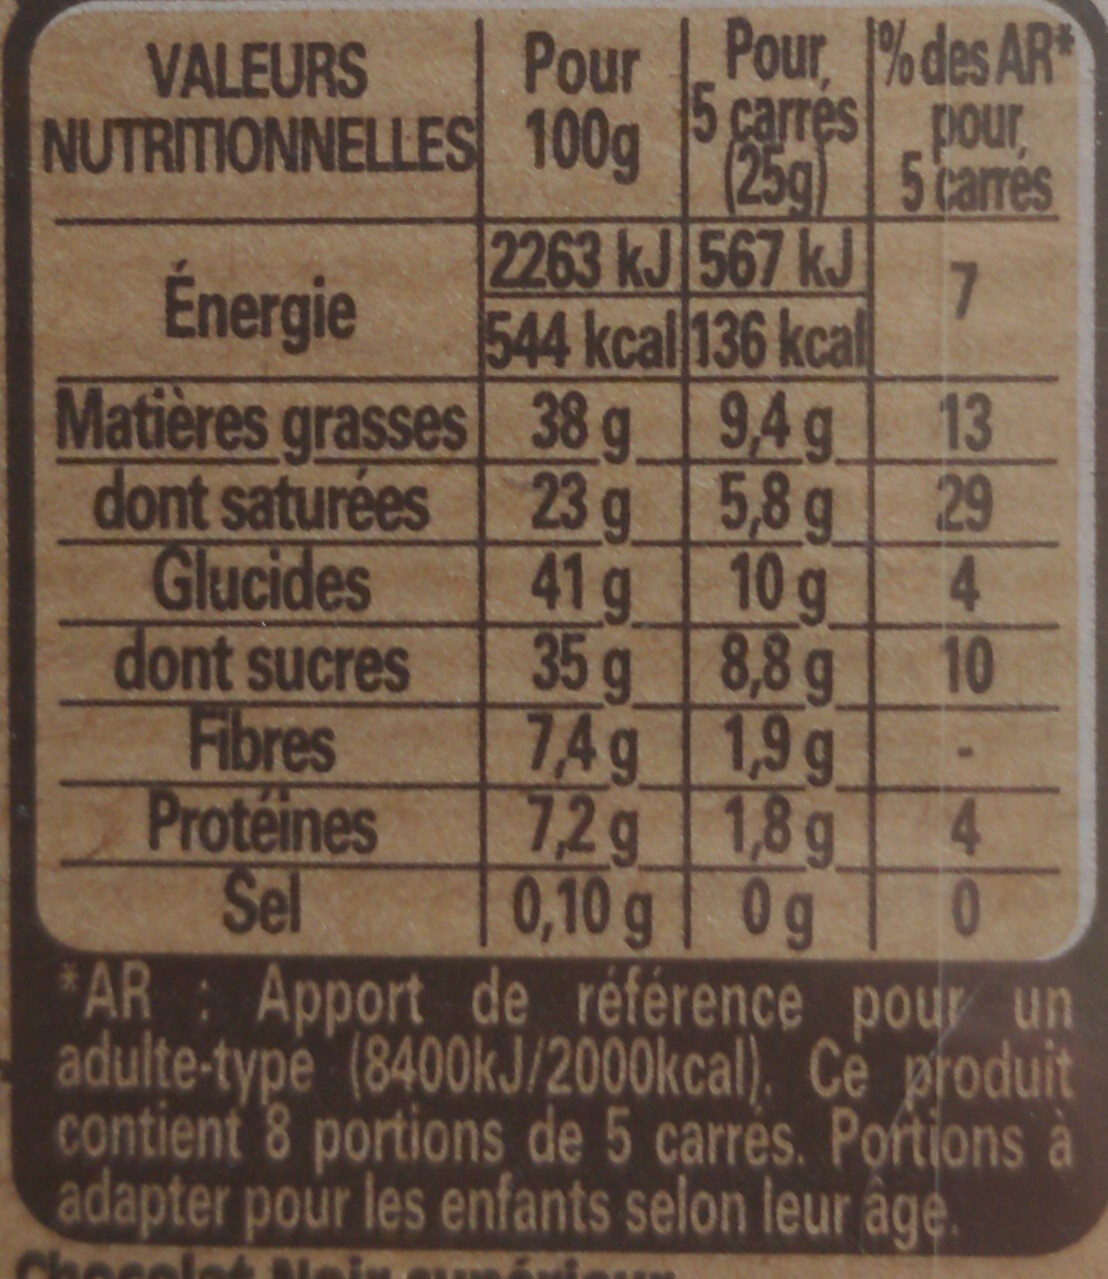 VALEURS NUTRITIONNELLES | Pour 100g | Pour 5 carrés (25g) | % des AR* pour 5 carrés
Énergie | 2263 kJ | 567 kJ | 7
544 kcal | 136 kcal
Matières grasses | 38 g | 9,4 g | 13
dont saturées | 23 g | 5,8 g | 29
Glucides | 41 g | 10 g | 4
dont sucres | 35 g | 8,8 g | 10
Fibres | 7,4 g | 1,9 g | -
Protéines | 7,2 g | 1,8 g | 4
Sel | 0,10 g | 0 g | 0
*AR : Apport de référence pour un
adulte-type (8400kJ/2000kcal). Ce produit
contient 8 portions de 5 carrés. Portions à
adapter pour les enfants selon leur âge.
Chocolat Noir supérieur